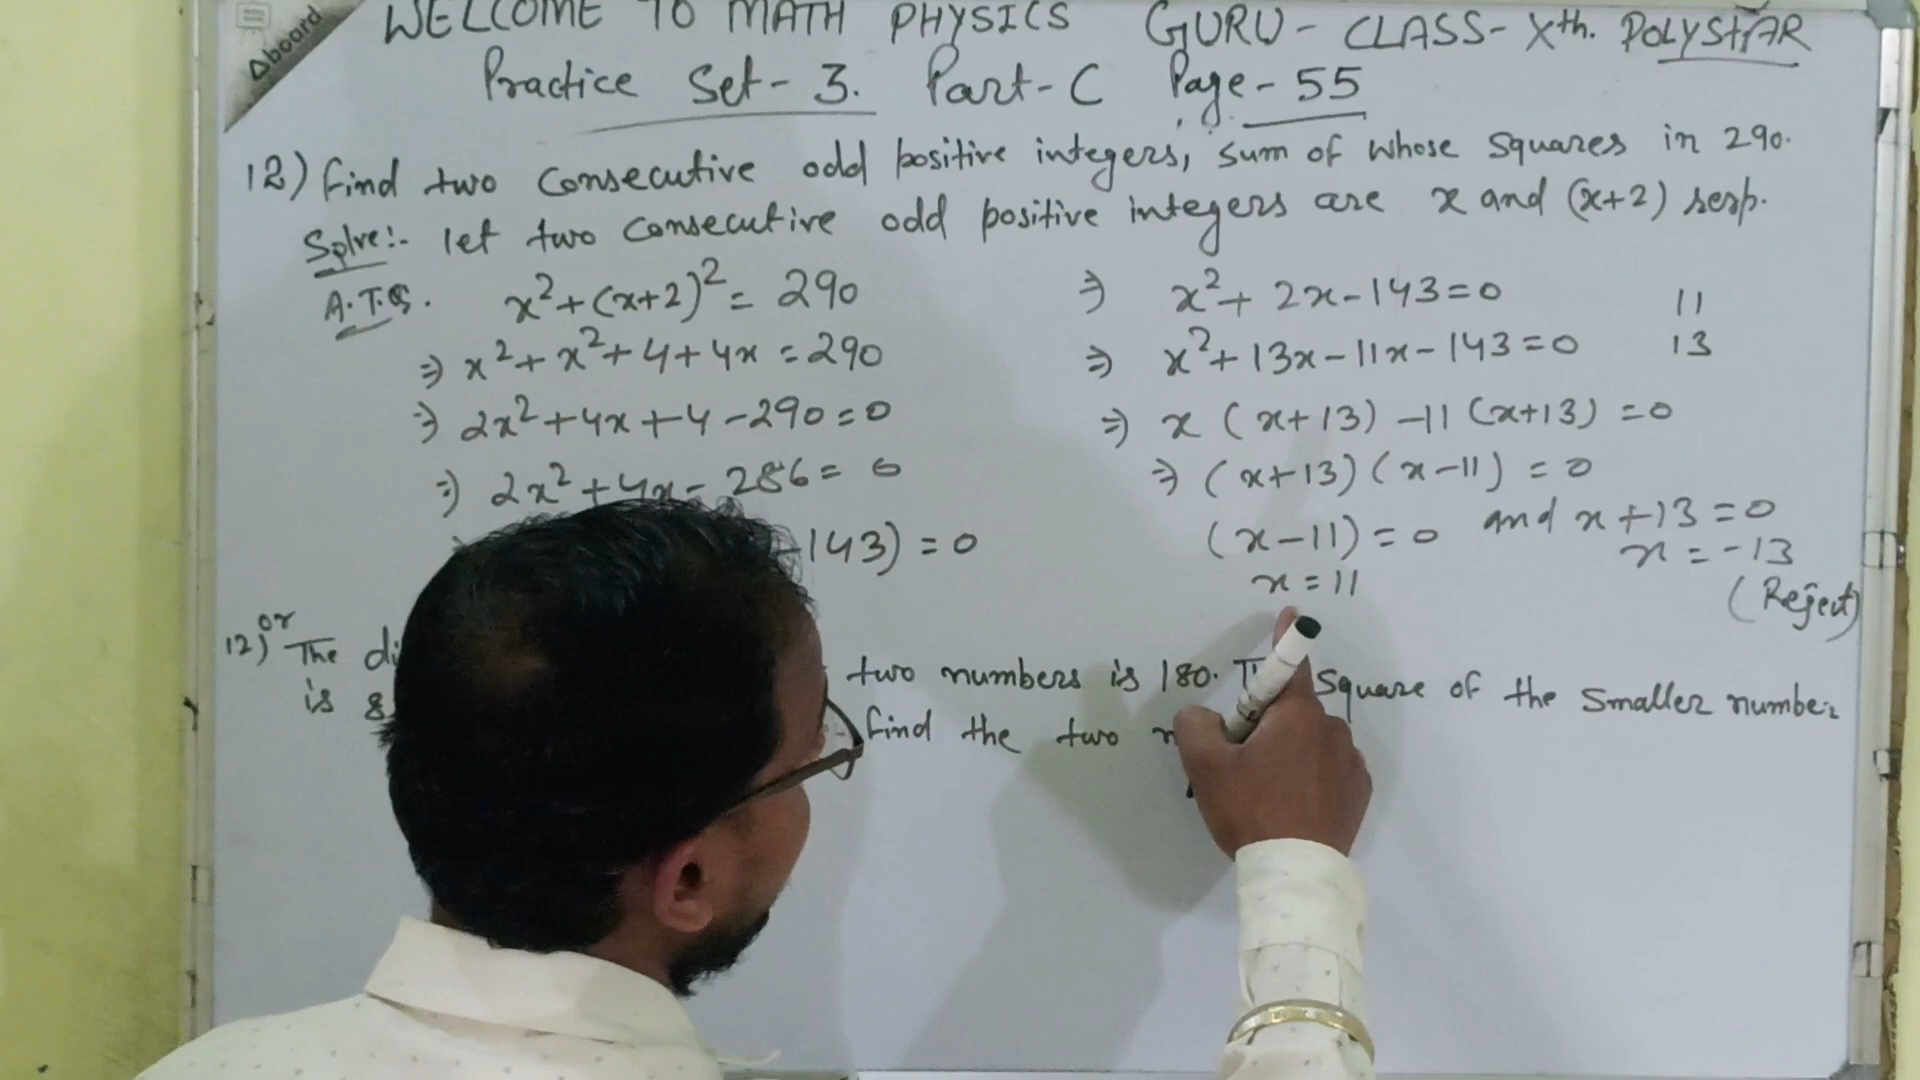 Dboard
WELCOME TO MATH PHYSICS GURU - CLASS - Xth. POLYSTAR
Practice Set - 3. Part - C Page - 55
12) find two consecutive odd positive integers, sum of whose squares in 290.
Solve:- let two consecutive odd positive integers are x and (x+2) serp.
A.T.Q. x²+(x+2)² = 290
⇒ x²+x²+4+4x = 290
⇒ 2x²+4x+4-290=0
⇒ 2x²+4x-286=0
-143)=0
⇒ x²+2x-143=0
11
⇒ x²+13x-11x-143=0
13
⇒ x(x+13)-11(x+13)=0
⇒ (x+13)(x-11)=0
(x-11)=0 and x+13=0
x=11
x=-13
(Reject)
or
12) The two numbers is 180. square of the smaller number
is 8 find the two